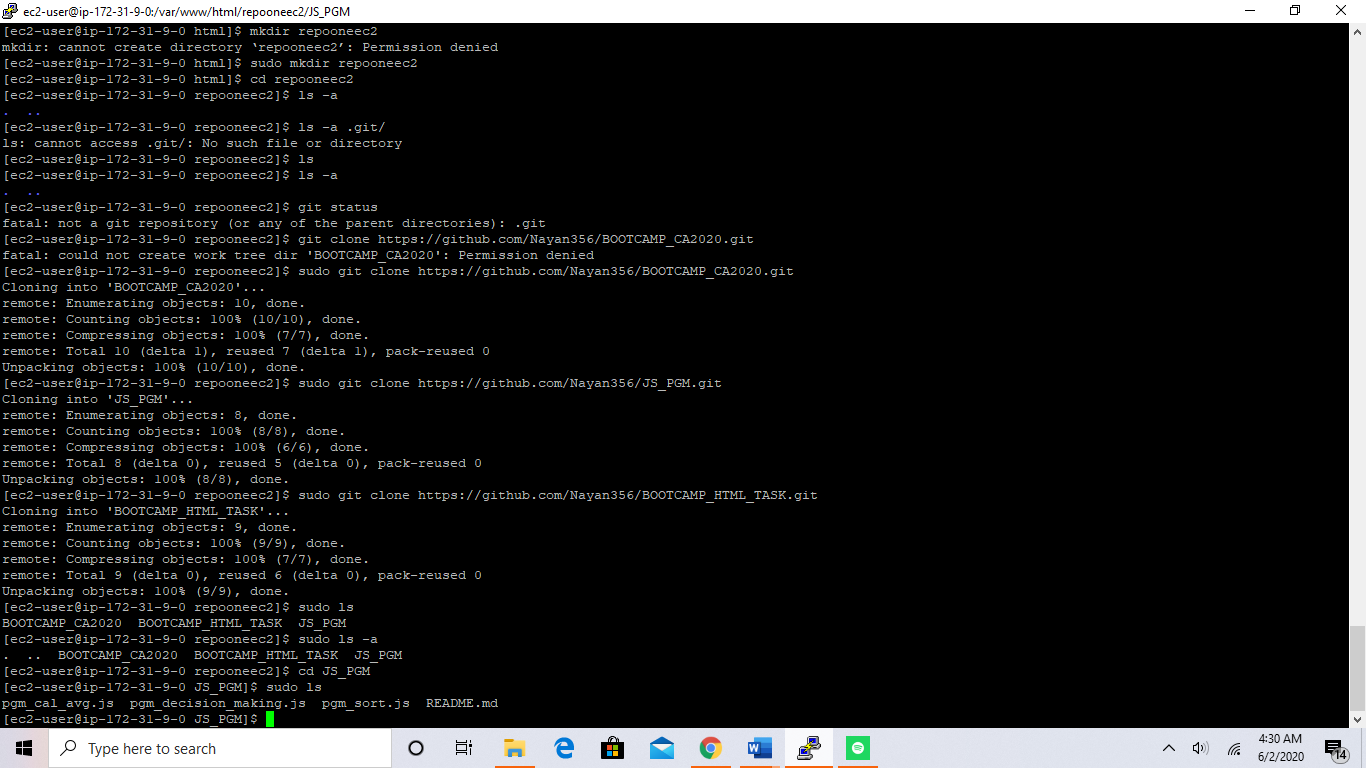 ec2-user@ip-172-31-9-0:/var/www/html/repooneec2/JS_PGM
[ec2-user@ip-172-31-9-0 html]$ mkdir repooneec2
mkdir: cannot create directory ‘repooneec2’: Permission denied
[ec2-user@ip-172-31-9-0 html]$ sudo mkdir repooneec2
[ec2-user@ip-172-31-9-0 html]$ cd repooneec2
[ec2-user@ip-172-31-9-0 repooneec2]$ ls -a
.  ..
[ec2-user@ip-172-31-9-0 repooneec2]$ ls -a .git/
ls: cannot access .git/: No such file or directory
[ec2-user@ip-172-31-9-0 repooneec2]$ ls
[ec2-user@ip-172-31-9-0 repooneec2]$ ls -a
.  ..
[ec2-user@ip-172-31-9-0 repooneec2]$ git status
fatal: not a git repository (or any of the parent directories): .git
[ec2-user@ip-172-31-9-0 repooneec2]$ git clone https://github.com/Nayan356/BOOTCAMP_CA2020.git
fatal: could not create work tree dir 'BOOTCAMP_CA2020': Permission denied
[ec2-user@ip-172-31-9-0 repooneec2]$ sudo git clone https://github.com/Nayan356/BOOTCAMP_CA2020.git
Cloning into 'BOOTCAMP_CA2020'...
remote: Enumerating objects: 10, done.
remote: Counting objects: 100% (10/10), done.
remote: Compressing objects: 100% (7/7), done.
remote: Total 10 (delta 1), reused 7 (delta 1), pack-reused 0
Unpacking objects: 100% (10/10), done.
[ec2-user@ip-172-31-9-0 repooneec2]$ sudo git clone https://github.com/Nayan356/JS_PGM.git
Cloning into 'JS_PGM'...
remote: Enumerating objects: 8, done.
remote: Counting objects: 100% (8/8), done.
remote: Compressing objects: 100% (6/6), done.
remote: Total 8 (delta 0), reused 5 (delta 0), pack-reused 0
Unpacking objects: 100% (8/8), done.
[ec2-user@ip-172-31-9-0 repooneec2]$ sudo git clone https://github.com/Nayan356/BOOTCAMP_HTML_TASK.git
Cloning into 'BOOTCAMP_HTML_TASK'...
remote: Enumerating objects: 9, done.
remote: Counting objects: 100% (9/9), done.
remote: Compressing objects: 100% (7/7), done.
remote: Total 9 (delta 0), reused 6 (delta 0), pack-reused 0
Unpacking objects: 100% (9/9), done.
[ec2-user@ip-172-31-9-0 repooneec2]$ sudo ls
BOOTCAMP_CA2020  BOOTCAMP_HTML_TASK  JS_PGM
[ec2-user@ip-172-31-9-0 repooneec2]$ sudo ls -a
.  ..  BOOTCAMP_CA2020  BOOTCAMP_HTML_TASK  JS_PGM
[ec2-user@ip-172-31-9-0 repooneec2]$ cd JS_PGM
[ec2-user@ip-172-31-9-0 JS_PGM]$ sudo ls
pgm_cal_avg.js  pgm_decision_making.js  pgm_sort.js  README.md
[ec2-user@ip-172-31-9-0 JS_PGM]$
Type here to search
4:30 AM
6/2/2020
14